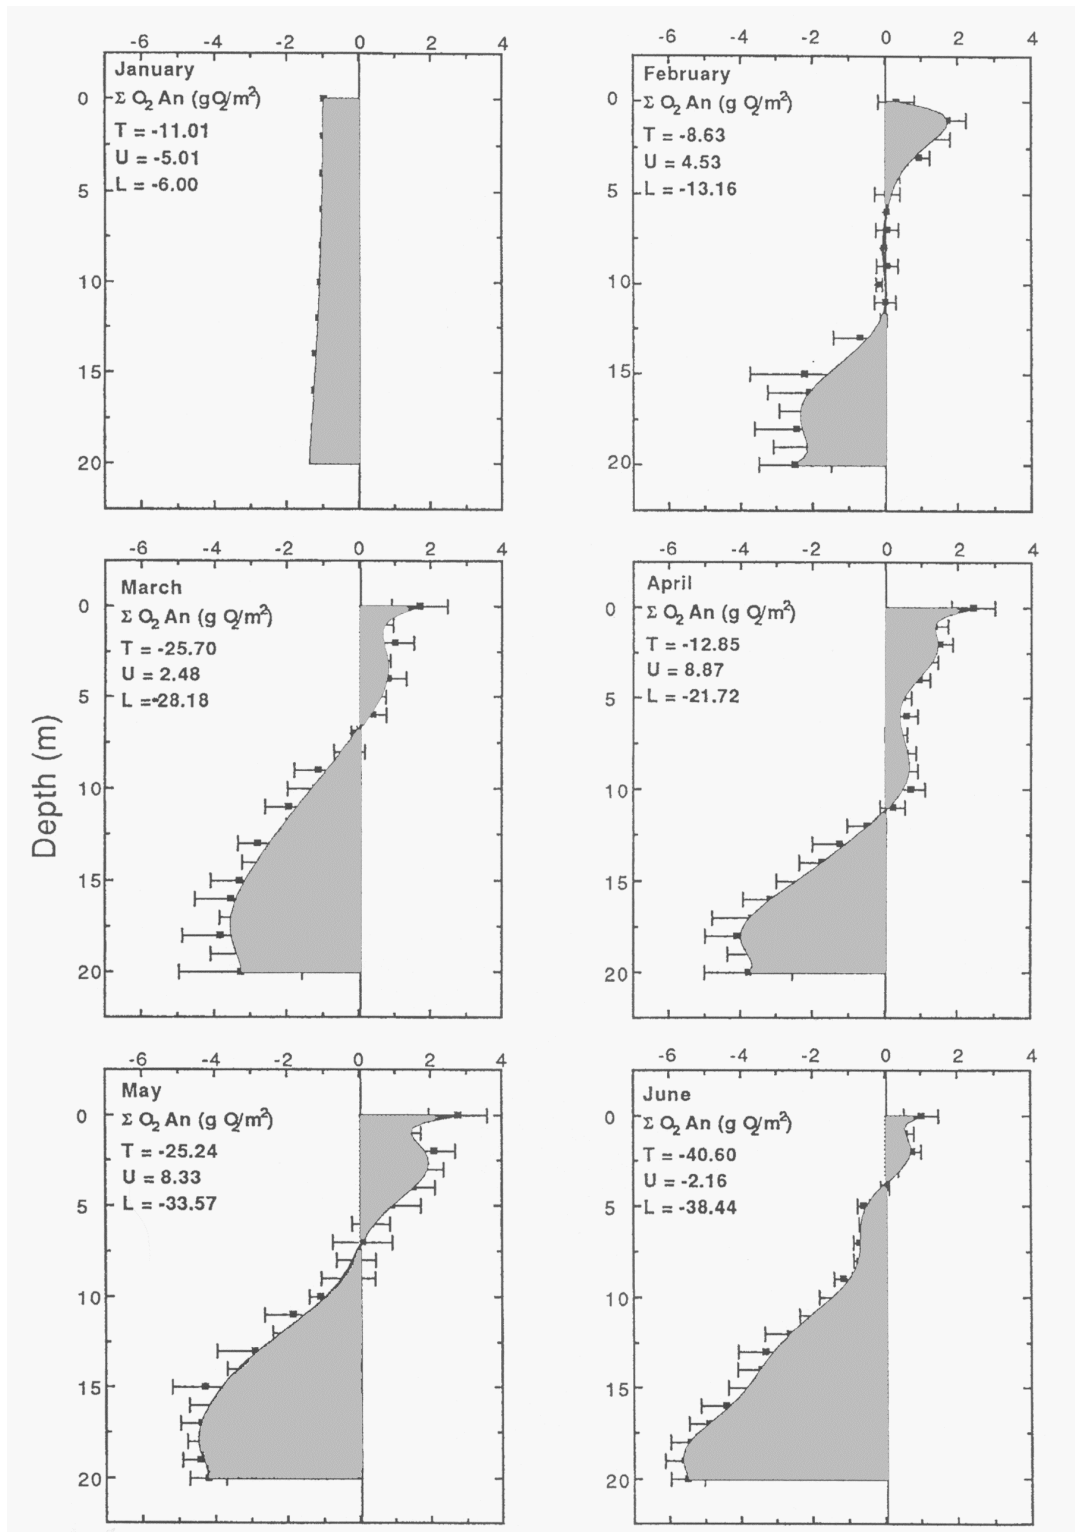 -6 -4 -2 0 2 4
January
Σ O₂ An (g O₂/m²)
T = -11.01
U = -5.01
L = -6.00
0
5
10
15
20
-6 -4 -2 0 2 4
February
Σ O₂ An (g O₂/m²)
T = -8.63
U = 4.53
L = -13.16
0
5
10
15
20
-6 -4 -2 0 2 4
March
Σ O₂ An (g O₂/m²)
T = -25.70
U = 2.48
L = -28.18
0
5
10
15
20
-6 -4 -2 0 2 4
April
Σ O₂ An (g O₂/m²)
T = -12.85
U = 8.87
L = -21.72
0
5
10
15
20
Depth (m)
-6 -4 -2 0 2 4
May
Σ O₂ An (g O₂/m²)
T = -25.24
U = 8.33
L = -33.57
0
5
10
15
20
-6 -4 -2 0 2 4
June
Σ O₂ An (g O₂/m²)
T = -40.60
U = -2.16
L = -38.44
0
5
10
15
20